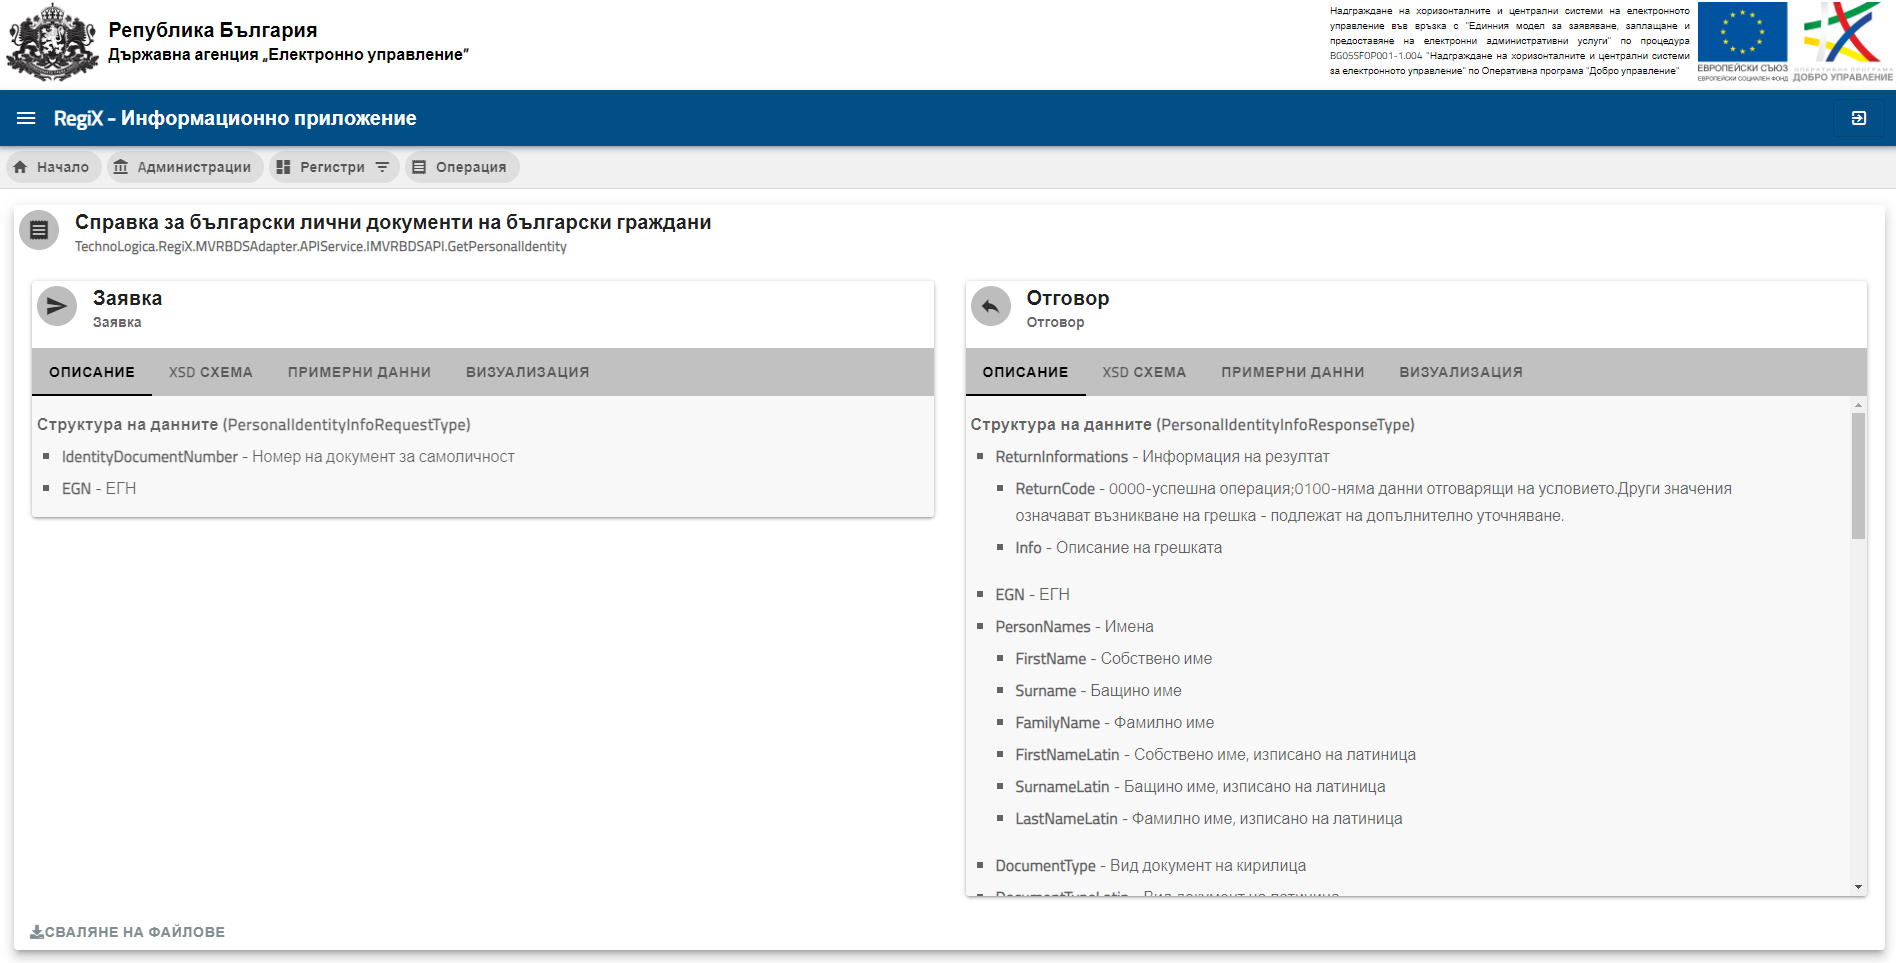 Република България
Държавна агенция „Електронно управление“
Надграждане на хоризонталните и централни системи на електронното
управление във връзка с "Единния модел за заявяване, заплащане и
предоставяне на електронни административни услуги" по процедура
BG05SFOP001-1.004 "Надграждане на хоризонталните и централни системи
за електронното управление" по Оперативна програма "Добро управление"
ЕВРОПЕЙСКИ СЪЮЗ
ЕВРОПЕЙСКИ СОЦИАЛЕН ФОНД
ОПЕРАТИВНА ПРОГРАМА
ДОБРО УПРАВЛЕНИЕ
RegiX - Информационно приложение
Начало Администрации Регистри Операция
Справка за български лични документи на български граждани
TechnoLogica.RegiX.MVRBDSAdapter.APIService.IMVRBDSAPI.GetPersonalIdentity
Заявка
Заявка
ОПИСАНИЕ XSD СХЕМА ПРИМЕРНИ ДАННИ ВИЗУАЛИЗАЦИЯ
Структура на данните (PersonalIdentityInfoRequestType)
IdentityDocumentNumber - Номер на документ за самоличност
EGN - ЕГН
Отговор
Отговор
ОПИСАНИЕ XSD СХЕМА ПРИМЕРНИ ДАННИ ВИЗУАЛИЗАЦИЯ
Структура на данните (PersonalIdentityInfoResponseType)
ReturnInformations - Информация на резултат
ReturnCode - 0000-успешна операция;0100-няма данни отговарящи на условието.Други значения
означават възникване на грешка - подлежат на допълнително уточняване.
Info - Описание на грешката
EGN - ЕГН
PersonNames - Имена
FirstName - Собствено име
Surname - Бащино име
FamilyName - Фамилно име
FirstNameLatin - Собствено име, изписано на латиница
SurnameLatin - Бащино име, изписано на латиница
LastNameLatin - Фамилно име, изписано на латиница
DocumentType - Вид документ на кирилица
DocumentTypeLatin - Вид документ на латиница
СВАЛЯНЕ НА ФАЙЛОВЕ